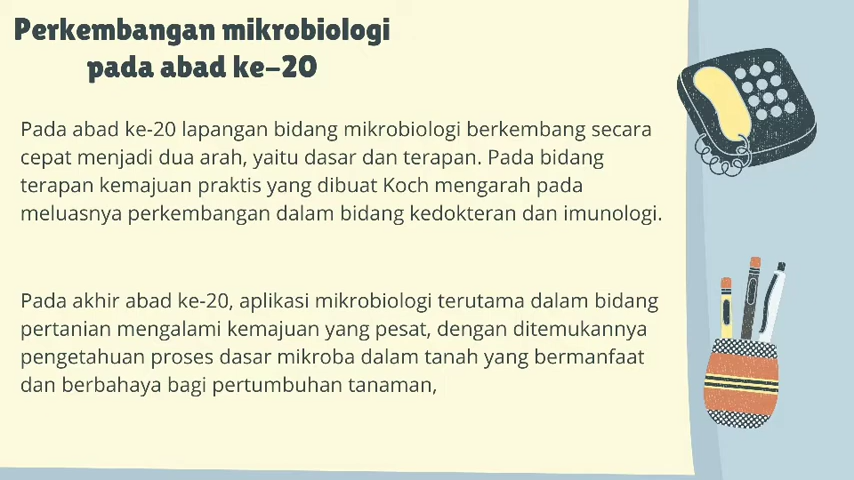 Perkembangan mikrobiologi
pada abad ke-20
Pada abad ke-20 lapangan bidang mikrobiologi berkembang secara
cepat menjadi dua arah, yaitu dasar dan terapan. Pada bidang
terapan kemajuan praktis yang dibuat Koch mengarah pada
meluasnya perkembangan dalam bidang kedokteran dan imunologi.
Pada akhir abad ke-20, aplikasi mikrobiologi terutama dalam bidang
pertanian mengalami kemajuan yang pesat, dengan ditemukannya
pengetahuan proses dasar mikroba dalam tanah yang bermanfaat
dan berbahaya bagi pertumbuhan tanaman,